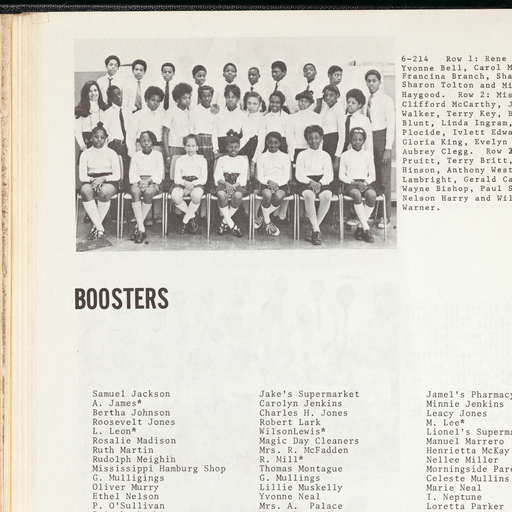 6-214 Row 1: Rene
Yvonne Bell, Carol M
Francina Branch, Sha
Sharon Tolton and Mi
Haygood. Row 2: Mis
Clifford McCarthy, J
Walker, Terry Key, H
Blunt, Linda Ingram,
Plocide, Ivlett Edwa
Gloria King, Evelyn
Aubrey Clegg. Row 3
Pruitt, Terry Britt,
Hinson, Anthony West
Lambright, Gerald Ca
Wayne Bishop, Paul S
Nelson Harry and Wil
Warner.
BOOSTERS
Samuel Jackson
A. James*
Bertha Johnson
Roosevelt Jones
L. Leon*
Rosalie Madison
Ruth Martin
Rudolph Meighin
Mississippi Hamburg Shop
G. Mulligings
Oliver Murry
Ethel Nelson
P. O'Sullivan
Jake's Supermarket
Carolyn Jenkins
Charles H. Jones
Robert Lark
WilsonLewis*
Magic Day Cleaners
Mrs. R. McFadden
R. Mill*
Thomas Montague
G. Mullings
Lillie Muskelly
Yvonne Neal
Mrs. A. Palace
Jamel's Pharmacy
Minnie Jenkins
Leacy Jones
M. Lee*
Lionel's Superma
Manuel Marrero
Henrietta McKay
Nellee Miller
Morningside Pare
Celeste Mullins
Marie Neal
I. Neptune
Loretta Parker